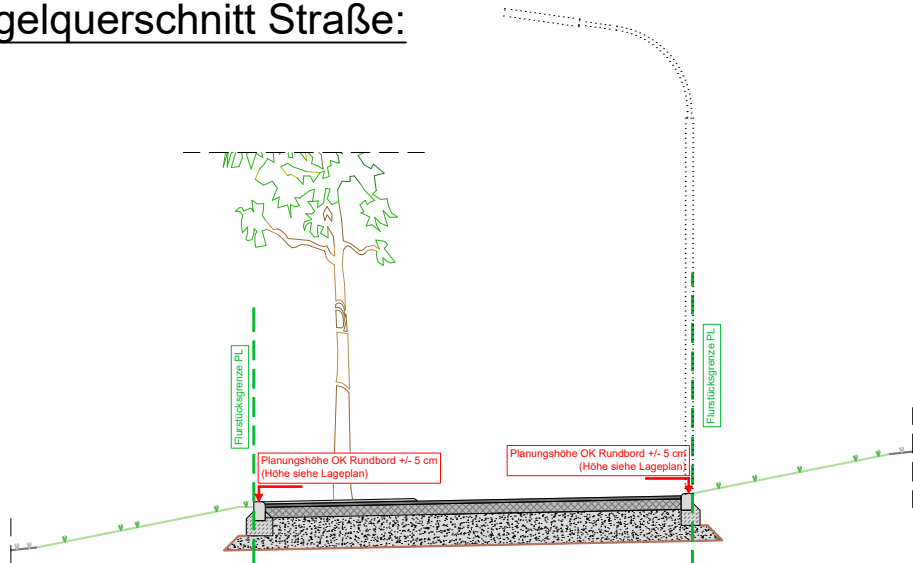 gelquerschnitt Straße:
Flurstücksgrenze PL
Planungshöhe OK Rundbord +/- 5 cm
(Höhe siehe Lageplan)
Planungshöhe OK Rundbord +/- 5 cm
(Höhe siehe Lageplan)
Flurstücksgrenze PL